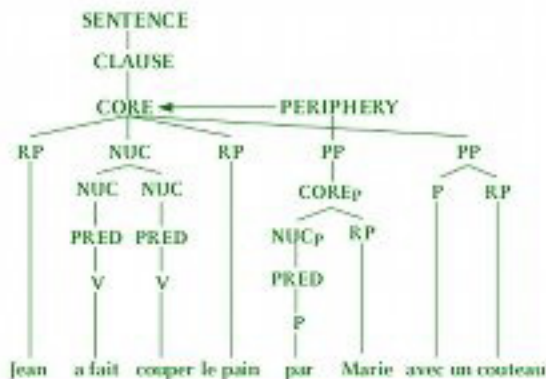 SENTENCE
CLAUSE
CORE PERIPHERY
RP NUC RP PP PP
NUC NUC COREP P RP
PRED PRED NUCP RP
V V PRED
P
Jean a fait couper le pain par Marie avec un couteau